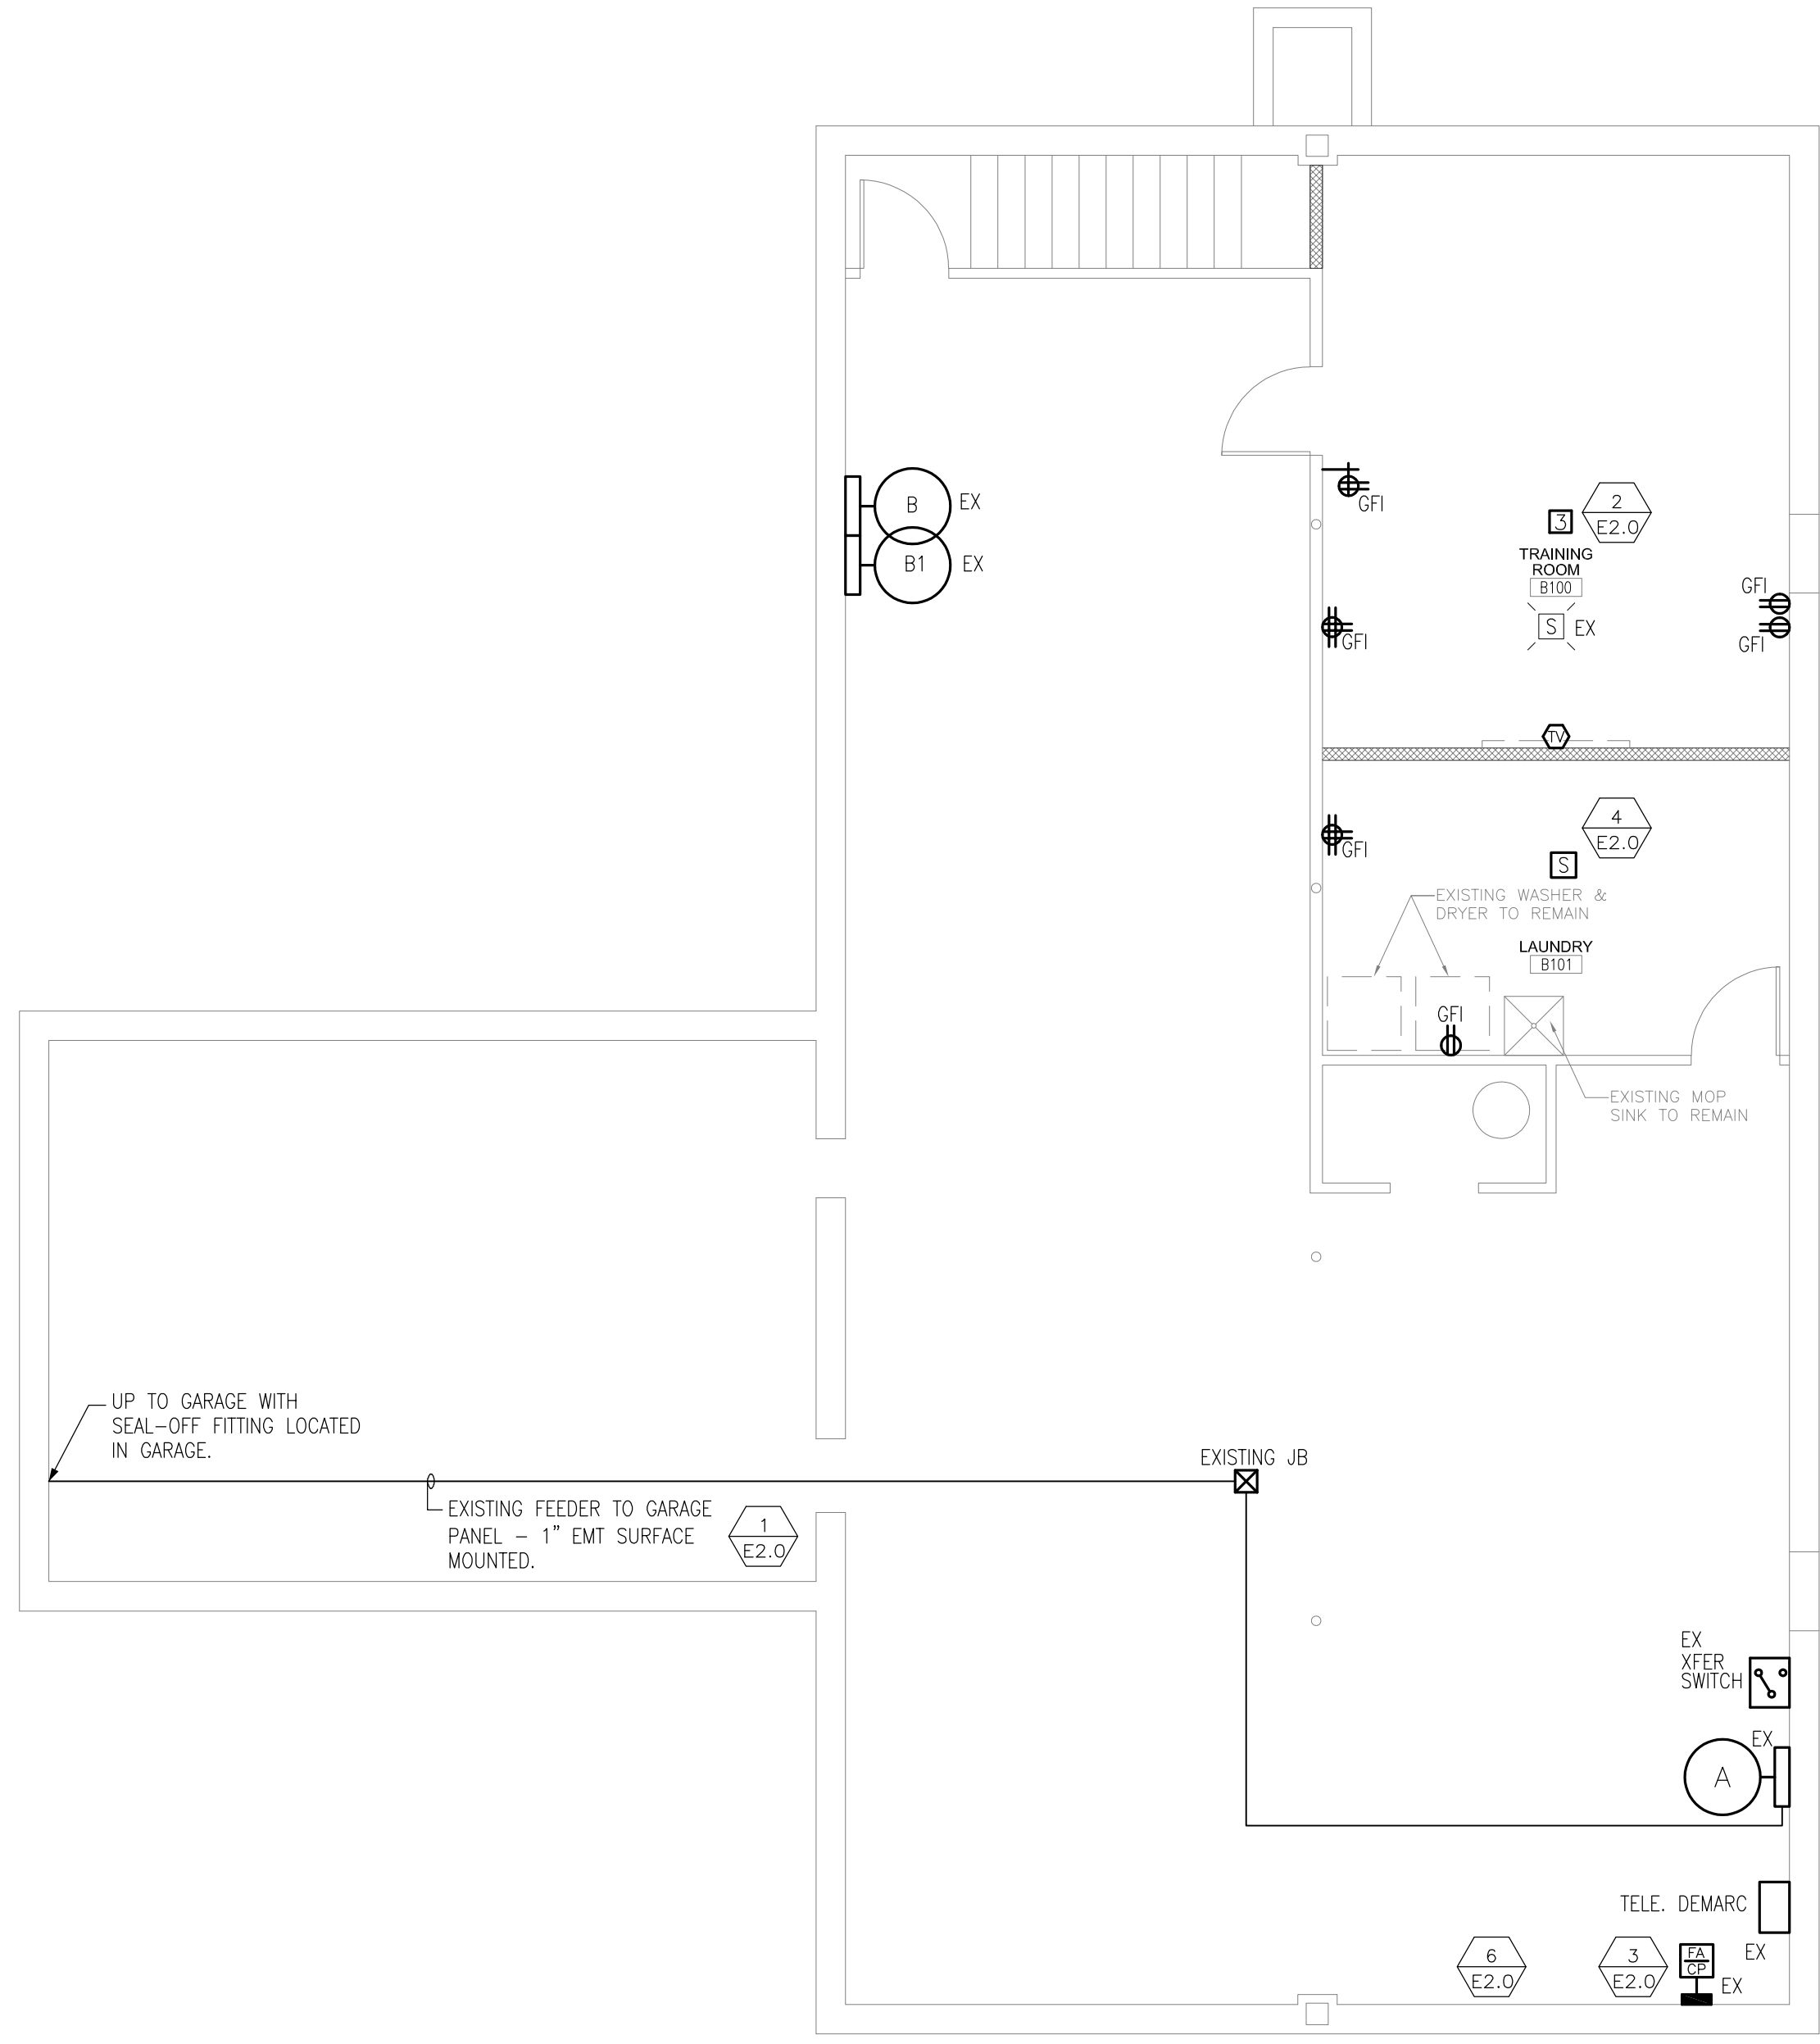 B
EX
B1
EX
GFI
2
E2.0
3
TRAINING
ROOM
B100
S
EX
GFI
GFI
GFI
TV
4
E2.0
S
GFI
EXISTING WASHER &
DRYER TO REMAIN
LAUNDRY
B101
GFI
EXISTING MOP
SINK TO REMAIN
UP TO GARAGE WITH
SEAL-OFF FITTING LOCATED
IN GARAGE.
EXISTING JB
EXISTING FEEDER TO GARAGE
PANEL - 1" EMT SURFACE
MOUNTED.
1
E2.0
EX
XFER
SWITCH
EX
A
TELE. DEMARC
EX
6
E2.0
3
E2.0
FA
CP
EX